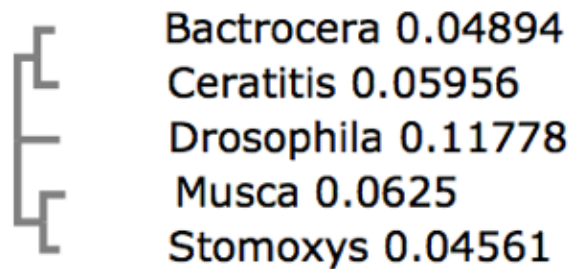 Bactrocera 0.04894
Ceratitis 0.05956
Drosophila 0.11778
Musca 0.0625
Stomoxys 0.04561